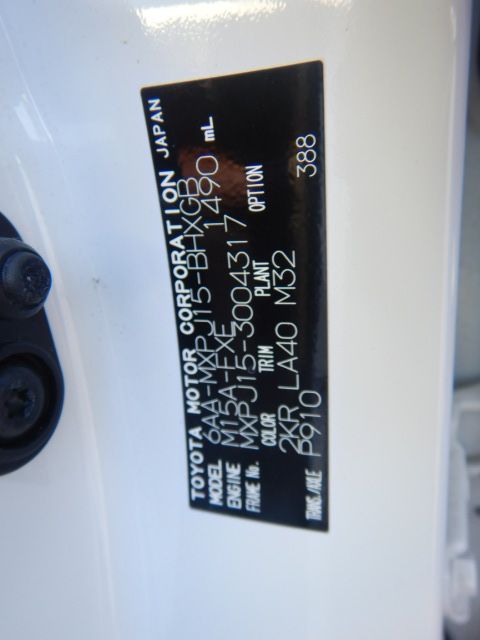 TOYOTA MOTOR CORPORATION JAPAN
MODEL 6AA-MXPJ15-BHXGB
ENGINE M15A-FXE 1490 mL
FRAME No. MXPJ15-3004317
COLOR TRIM PLANT OPTION
2KR LA40 M32 388
TRANS./AXLE P910